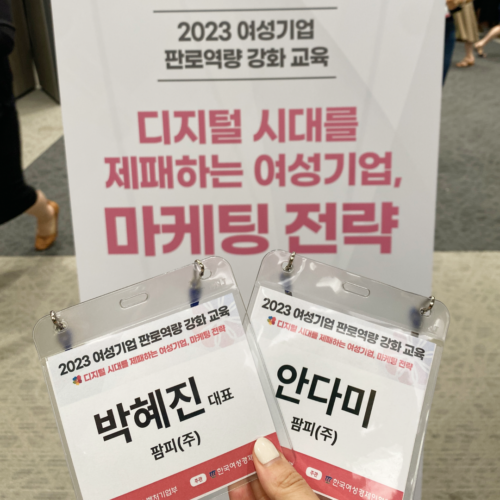 2023 여성기업
판로역량 강화 교육
디지털 시대를
제패하는 여성기업,
마케팅 전략
2023 여성기업 판로역량 강화 교육
디지털 시대를 제패하는 여성기업, 마케팅 전략
박혜진 대표
팜피(주)
주관
2023 여성기업 판로역량 강화 교육
디지털 시대를 제패하는 여성기업, 마케팅 전략
안다미
팜피(주)
주관